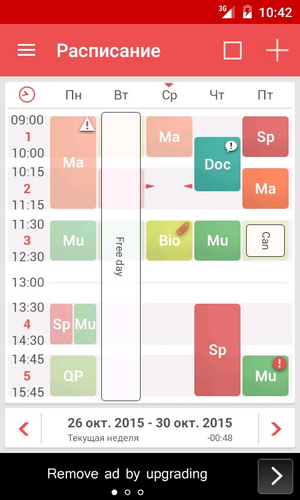 3G 10:42
Расписание
Пн Вт Ср Чт Пт
09:00
1
10:00
10:15
2
11:15
11:30
3
12:30
13:00
13:30
4
14:30
14:45
5
15:45
Ma
Ma
Sp
Doc
Ma
Mu
Free day
Bio
Mu
Can
Sp
Mu
Sp
QP
Mu
26 окт. 2015 - 30 окт. 2015
Текущая неделя -00:48
Remove ad by upgrading